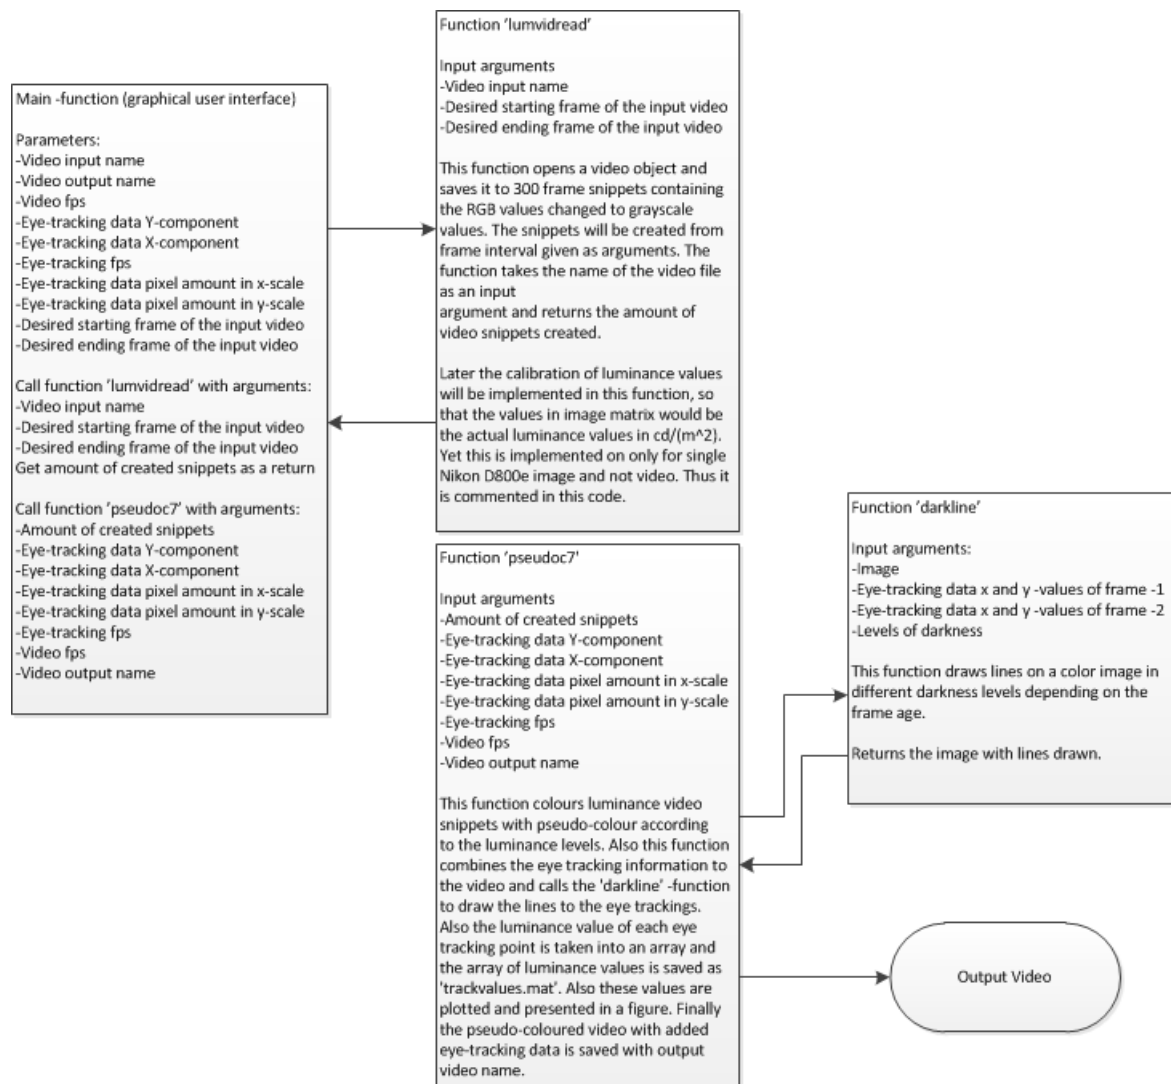 Main -function (graphical user interface)
Parameters:
-Video input name
-Video output name
-Video fps
-Eye-tracking data Y-component
-Eye-tracking data X-component
-Eye-tracking fps
-Eye-tracking data pixel amount in x-scale
-Eye-tracking data pixel amount in y-scale
-Desired starting frame of the input video
-Desired ending frame of the input video
Call function 'lumvidread' with arguments:
-Video input name
-Desired starting frame of the input video
-Desired ending frame of the input video
Get amount of created snippets as a return
Call function 'pseudoc7' with arguments:
-Amount of created snippets
-Eye-tracking data Y-component
-Eye-tracking data X-component
-Eye-tracking data pixel amount in x-scale
-Eye-tracking data pixel amount in y-scale
-Eye-tracking fps
-Video fps
-Video output name
Function 'lumvidread'
Input arguments
-Video input name
-Desired starting frame of the input video
-Desired ending frame of the input video
This function opens a video object and
saves it to 300 frame snippets containing
the RGB values changed to grayscale
values. The snippets will be created from
frame interval given as arguments. The
function takes the name of the video file
as an input
argument and returns the amount of
video snippets created.
Later the calibration of luminance values
will be implemented in this function, so
that the values in image matrix would be
the actual luminance values in cd/(m^2).
Yet this is implemented on only for single
Nikon D800e image and not video. Thus it
is commented in this code.
Function 'pseudoc7'
Input arguments
-Amount of created snippets
-Eye-tracking data Y-component
-Eye-tracking data X-component
-Eye-tracking data pixel amount in x-scale
-Eye-tracking data pixel amount in y-scale
-Eye-tracking fps
-Video fps
-Video output name
This function colours luminance video
snippets with pseudo-colour according
to the luminance levels. Also this function
combines the eye tracking information to
the video and calls the 'darkline' -function
to draw the lines to the eye trackings.
Also the luminance value of each eye
tracking point is taken into an array and
the array of luminance values is saved as
'trackvalues.mat'. Also these values are
plotted and presented in a figure. Finally
the pseudo-coloured video with added
eye-tracking data is saved with output
video name.
Function 'darkline'
Input arguments:
-Image
-Eye-tracking data x and y -values of frame -1
-Eye-tracking data x and y -values of frame -2
-Levels of darkness
This function draws lines on a color image in
different darkness levels depending on the
frame age.
Returns the image with lines drawn.
Output Video